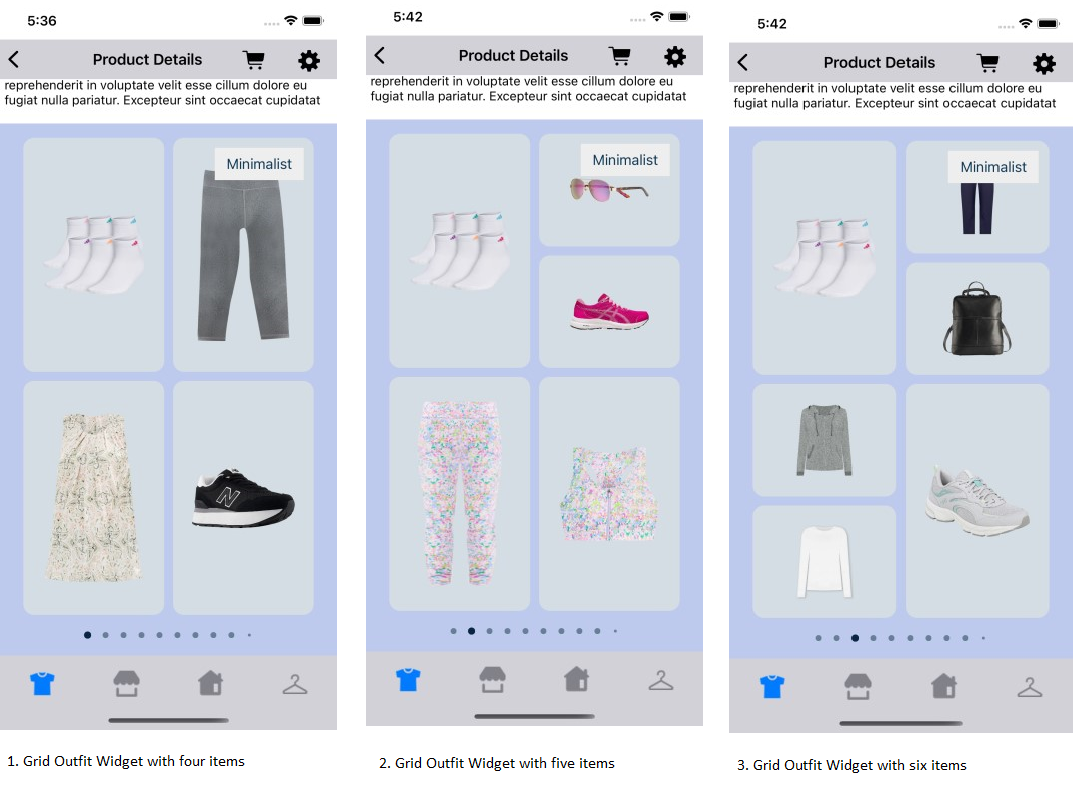 5:36
Product Details
reprehenderit in voluptate velit esse cillum dolore eu
fugiat nulla pariatur. Excepteur sint occaecat cupidatat
Minimalist
N
1. Grid Outfit Widget with four items
5:42
Product Details
reprehenderit in voluptate velit esse cillum dolore eu
fugiat nulla pariatur. Excepteur sint occaecat cupidatat
Minimalist
2. Grid Outfit Widget with five items
5:42
Product Details
reprehenderit in voluptate velit esse cillum dolore eu
fugiat nulla pariatur. Excepteur sint occaecat cupidatat
Minimalist
3. Grid Outfit Widget with six items